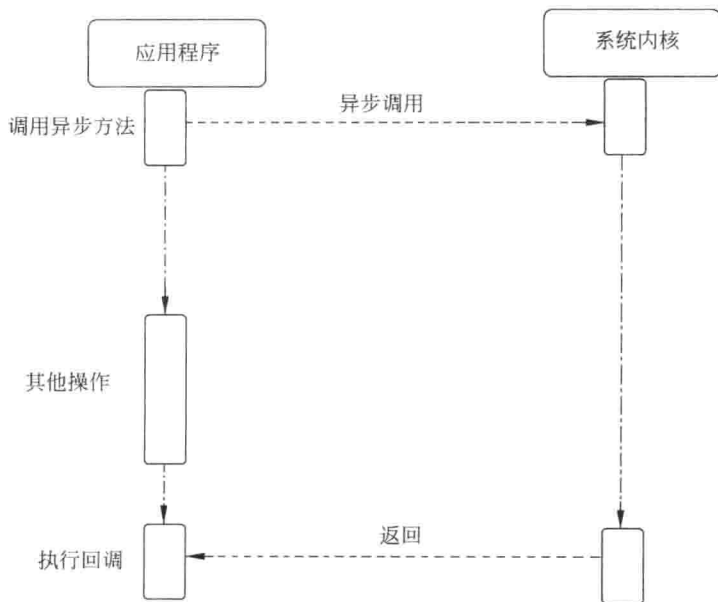 应用程序
系统内核
调用异步方法
异步调用
其他操作
返回
执行回调